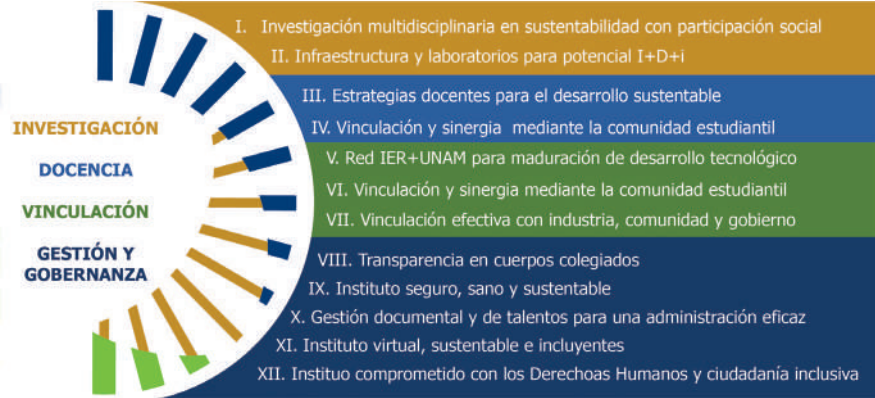 INVESTIGACIÓN
DOCENCIA
VINCULACIÓN
GESTIÓN Y
GOBERNANZA
I. Investigación multidisciplinaria en sustentabilidad con participación social
II. Infraestructura y laboratorios para potencial I+D+i
III. Estrategias docentes para el desarrollo sustentable
IV. Vinculación y sinergia mediante la comunidad estudiantil
V. Red IER+UNAM para maduración de desarrollo tecnológico
VI. Vinculación y sinergia mediante la comunidad estudiantil
VII. Vinculación efectiva con industria, comunidad y gobierno
VIII. Transparencia en cuerpos colegiados
IX. Instituto seguro, sano y sustentable
X. Gestión documental y de talentos para una administración eficaz
XI. Instituto virtual, sustentable e incluyentes
XII. Instituo comprometido con los Derechoas Humanos y ciudadanía inclusiva